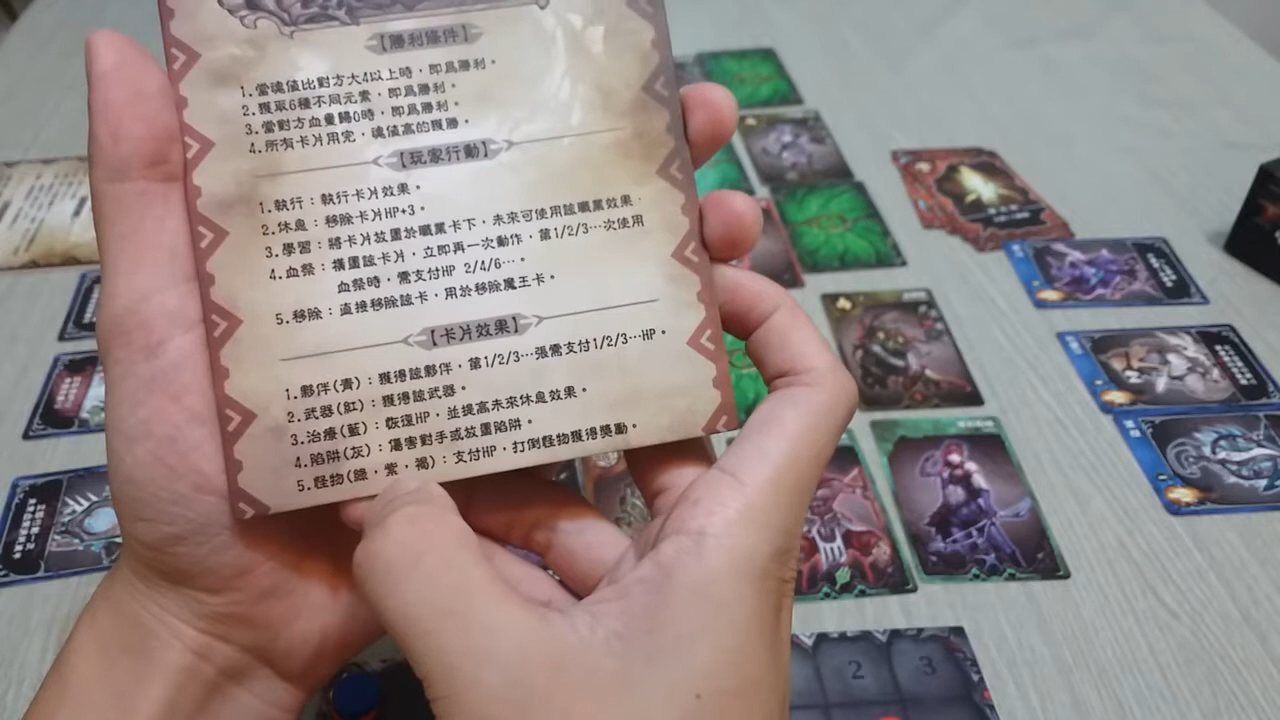 【勝利條件】
1.當魂值比對方大4以上時,即為勝利。
2.獲取6種不同元素,即為勝利。
3.當對方血量歸0時,即為勝利。
4.所有卡片用完,魂值高的獲勝。
【玩家行動】
1.執行:執行卡片效果。
2.休息:移除卡片HP+3。
3.學習:將卡片放置於職業卡下,未來可使用該職業效果。
4.血祭:橫置該卡片,立即再一次動作,第1/2/3…次使用
血祭時,需支付HP 2/4/6…。
5.移除:直接移除該卡,用於移除魔王卡。
【卡片效果】
1.夥伴(青):獲得該夥伴,第1/2/3…張需支付1/2/3…HP。
2.武器(紅):獲得該武器。
3.治療(藍):恢復HP,並提高未來休息效果。
4.陷阱(灰):傷害對手或放置陷阱。
5.怪物(綠,紫,褐):支付HP,打倒怪物獲得獎勵。
2
3